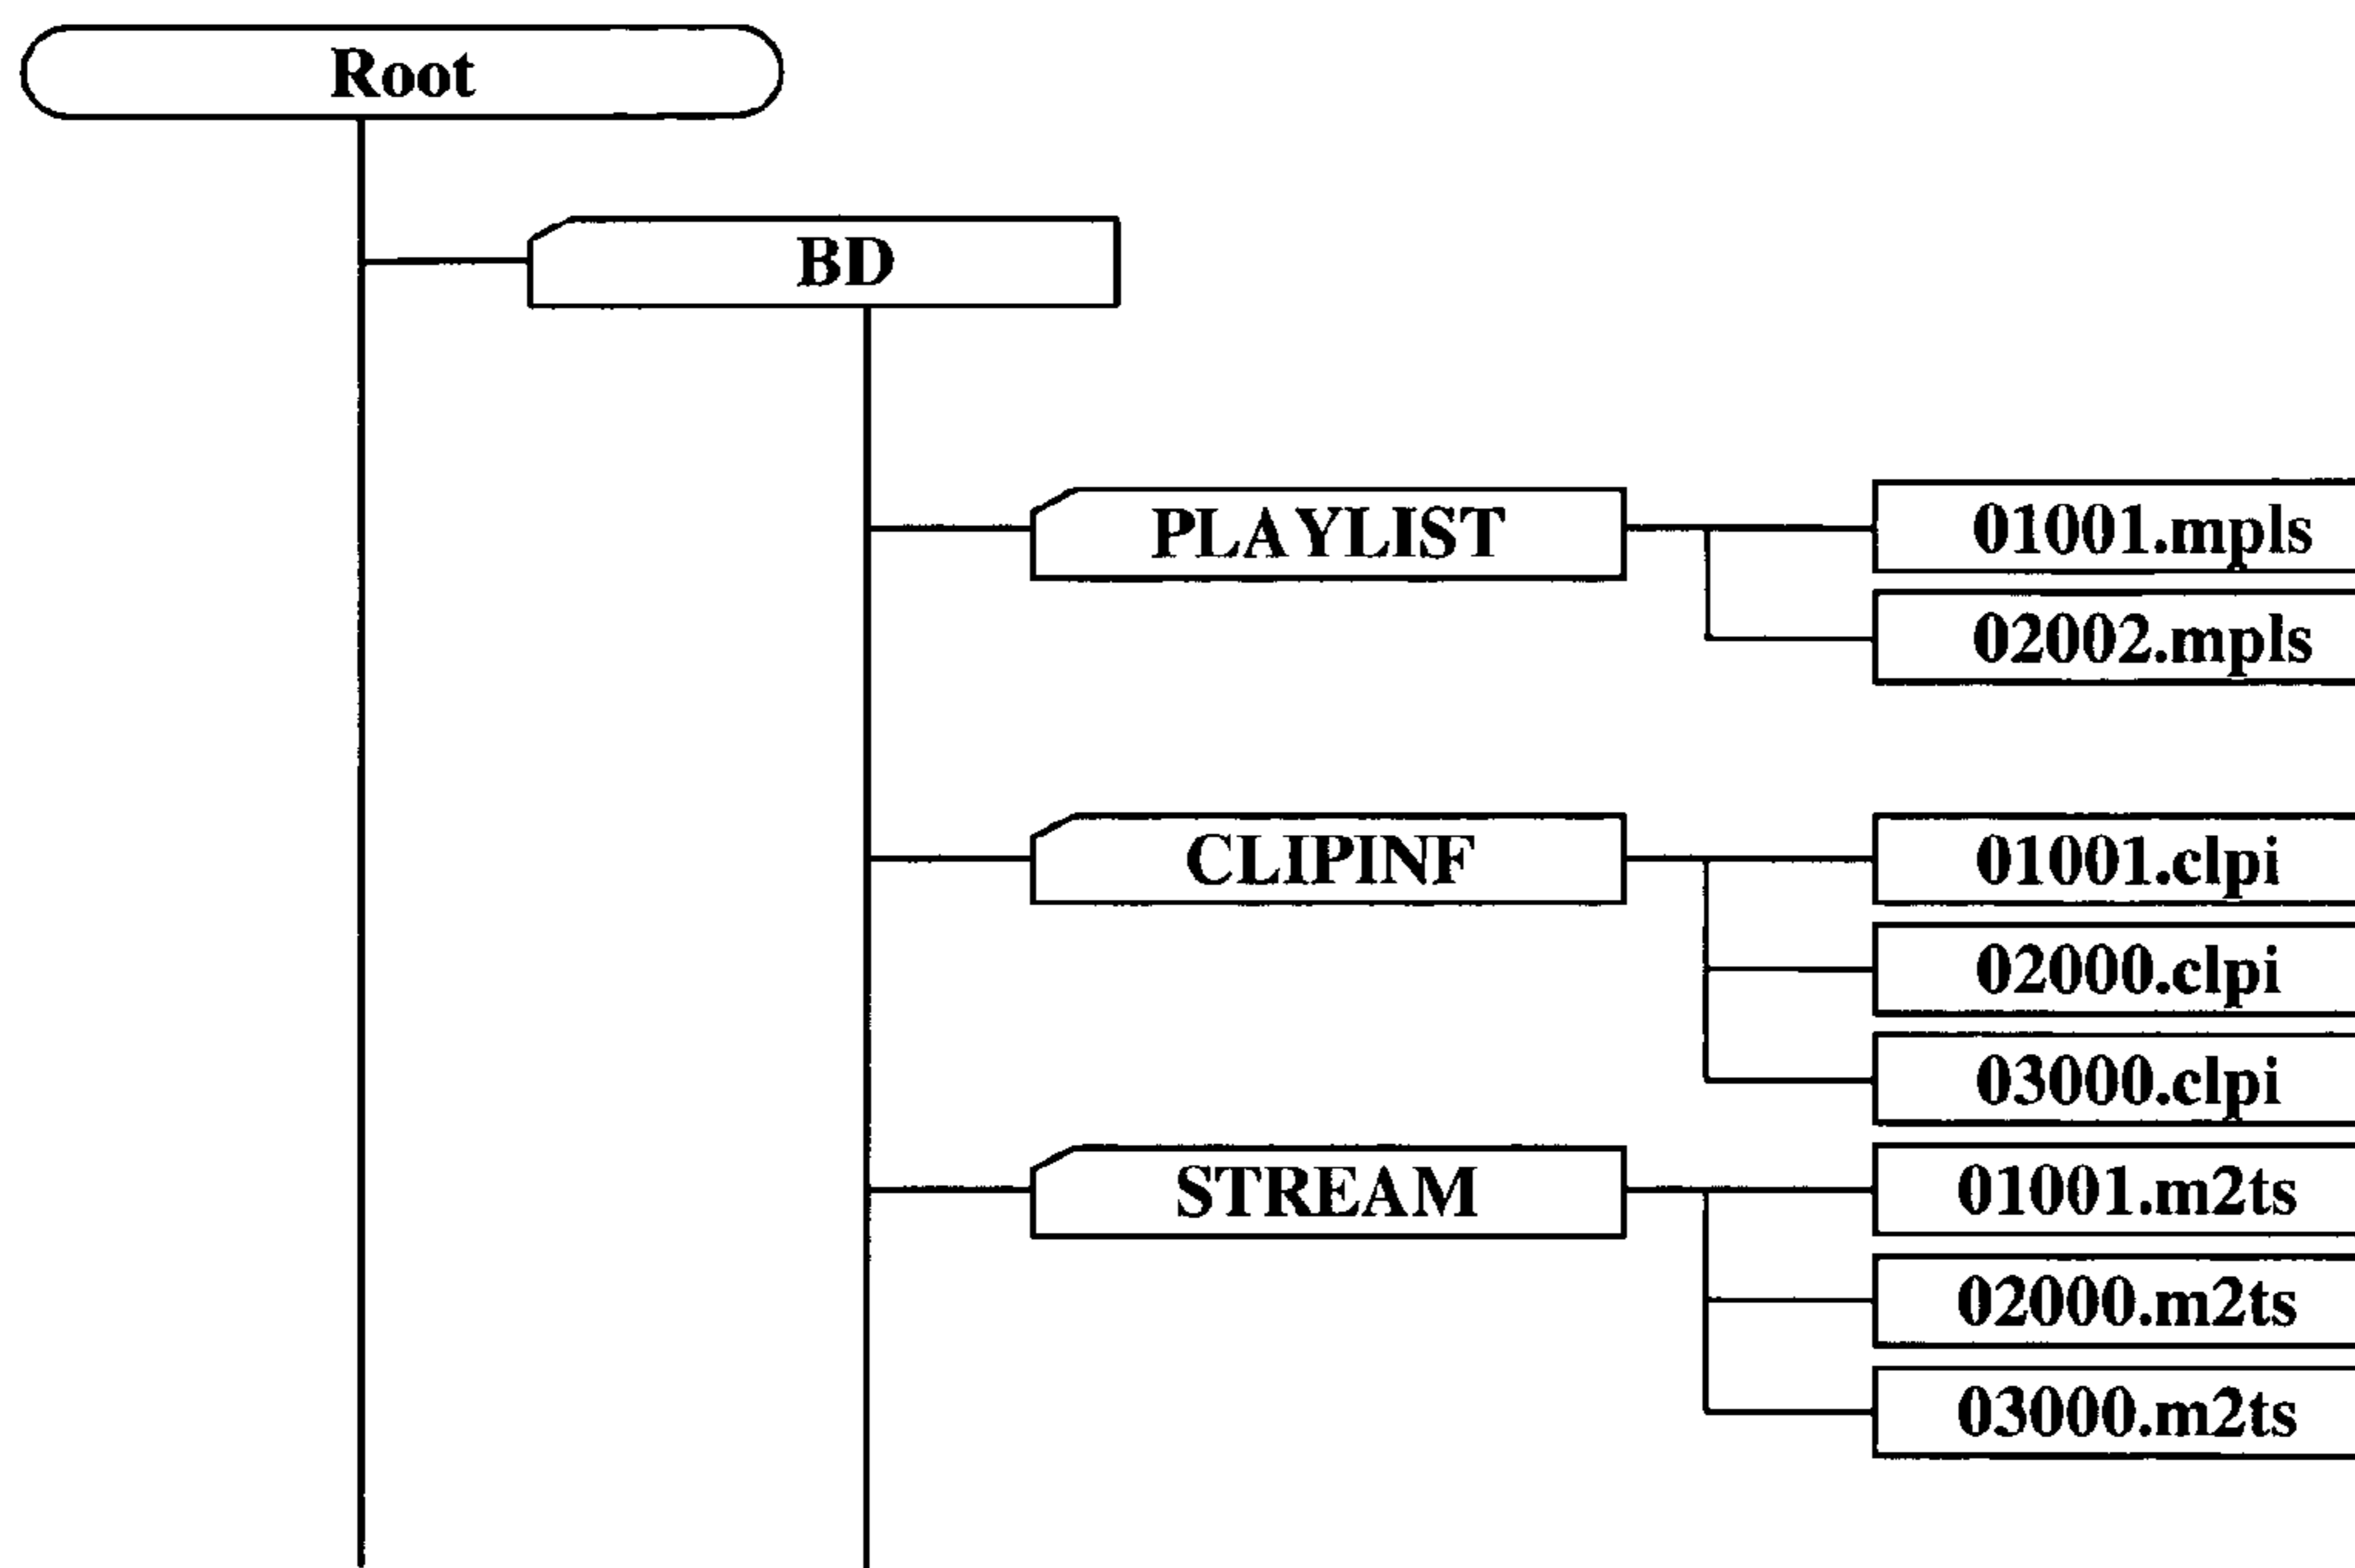 Root
BD
PLAYLIST
01001.mpls
02002.mpls
CLIPINF
01001.clpi
02000.clpi
03000.clpi
STREAM
01001.m2ts
02000.m2ts
03000.m2ts